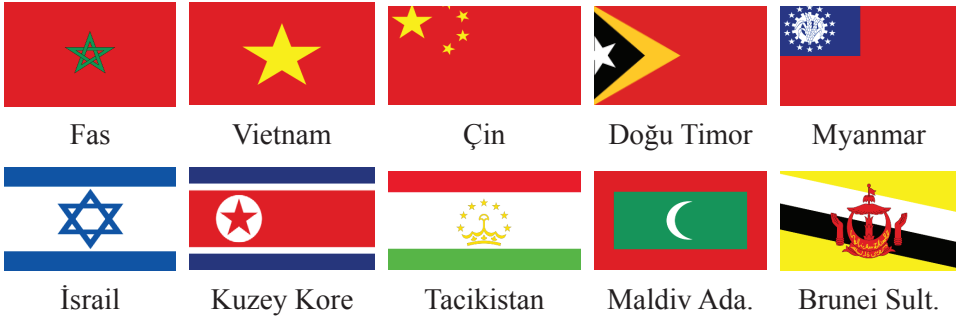 Fas Vietnam Çin Doğu Timor Myanmar
İsrail Kuzey Kore Tacikistan Maldiv Ada. Brunei Sult.